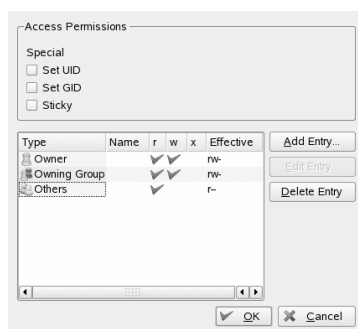 Access Permissions
Special
Set UID
Set GID
Sticky
Type Name r w x Effective
Owner rw-
Owning Group rw-
Others r--
Add Entry...
Edit Entry...
Delete Entry
OK Cancel